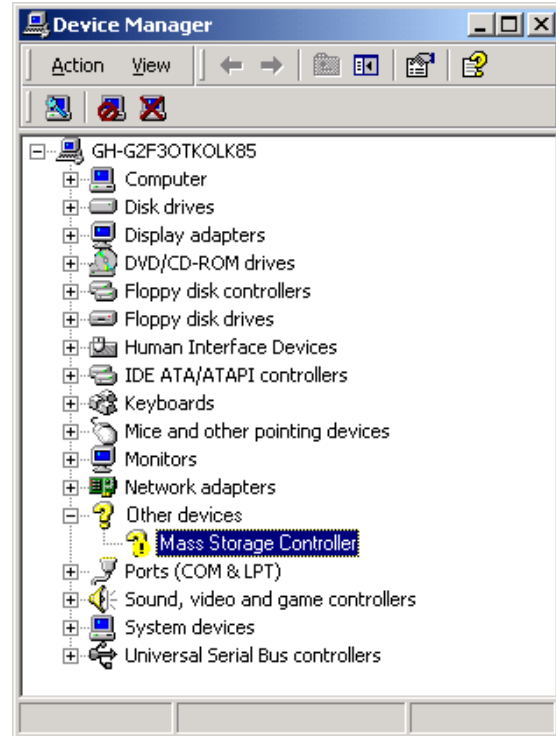 Device Manager
Action View
GH-G2F3OTKOLK85
Computer
Disk drives
Display adapters
DVD/CD-ROM drives
Floppy disk controllers
Floppy disk drives
Human Interface Devices
IDE ATA/ATAPI controllers
Keyboards
Mice and other pointing devices
Monitors
Network adapters
Other devices
Mass Storage Controller
Ports (COM & LPT)
Sound, video and game controllers
System devices
Universal Serial Bus controllers